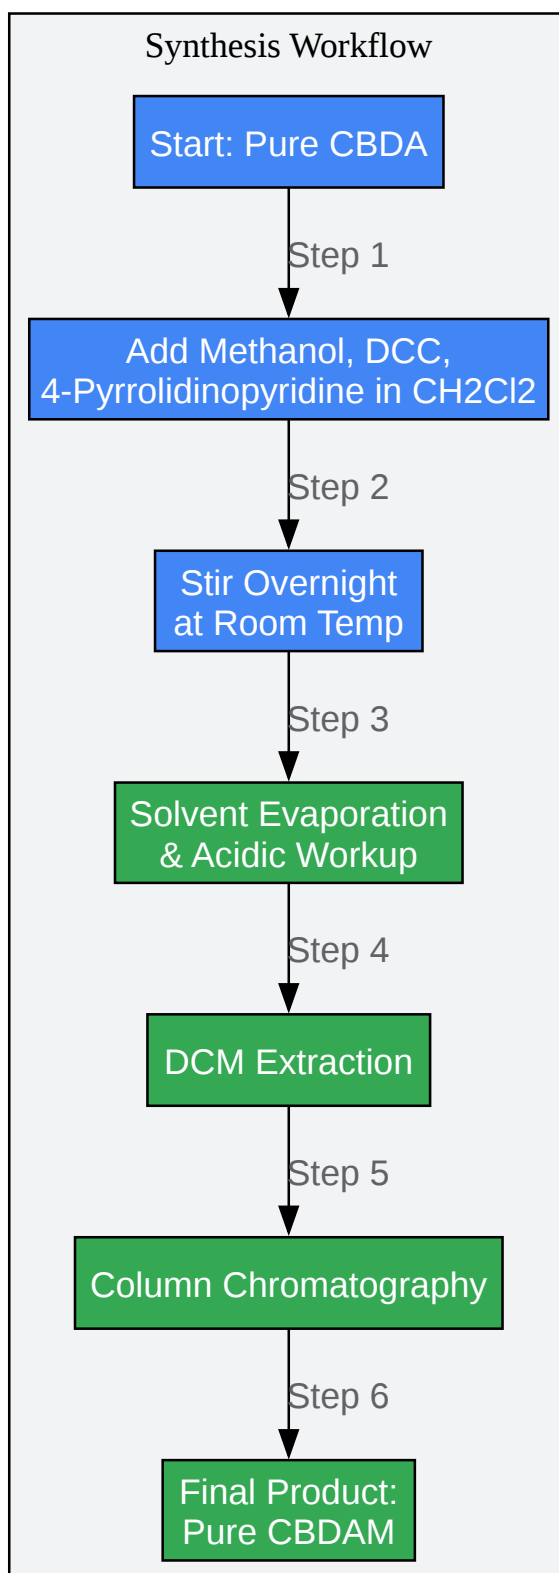 Synthesis Workflow
Start: Pure CBDA
Step 1
Add Methanol, DCC,
4-Pyrrolidinopyridine in CH2Cl2
Step 2
Stir Overnight
at Room Temp
Step 3
Solvent Evaporation
& Acidic Workup
Step 4
DCM Extraction
Step 5
Column Chromatography
Step 6
Final Product:
Pure CBDAM